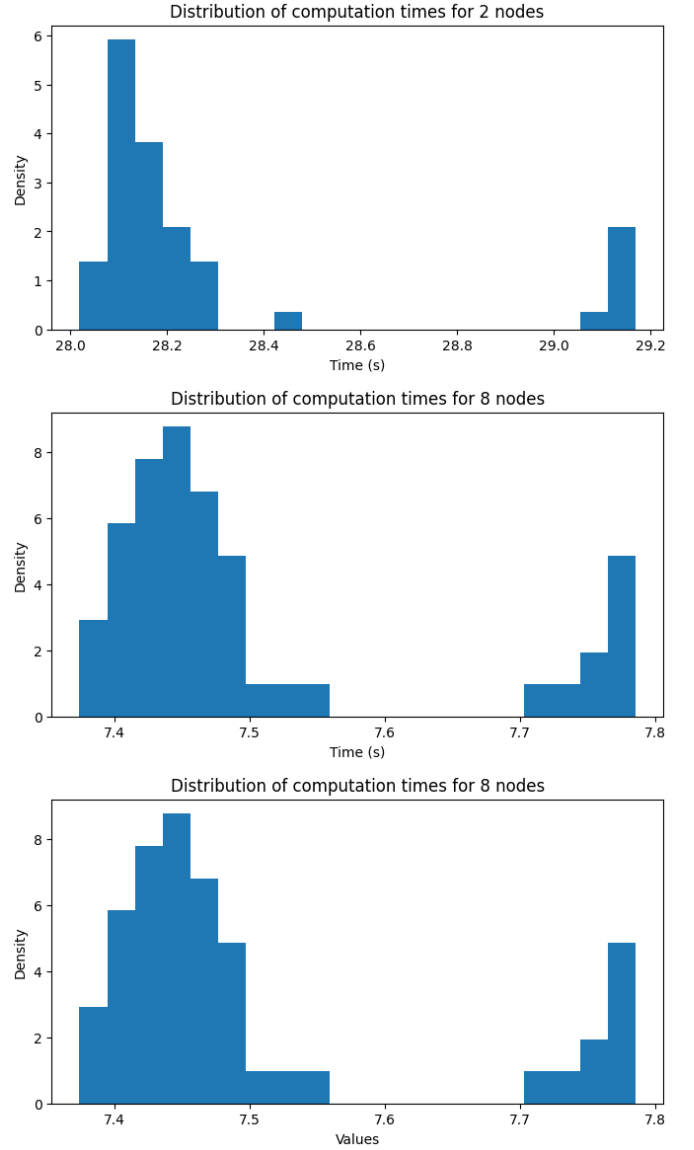 Distribution of computation times for 2 nodes
6
5
4
3
2
1
0
Density
28.0 28.2 28.4 28.6 28.8 29.0 29.2
Time (s)
Distribution of computation times for 8 nodes
8
6
4
2
0
Density
7.4 7.5 7.6 7.7 7.8
Time (s)
Distribution of computation times for 8 nodes
8
6
4
2
0
Density
7.4 7.5 7.6 7.7 7.8
Values